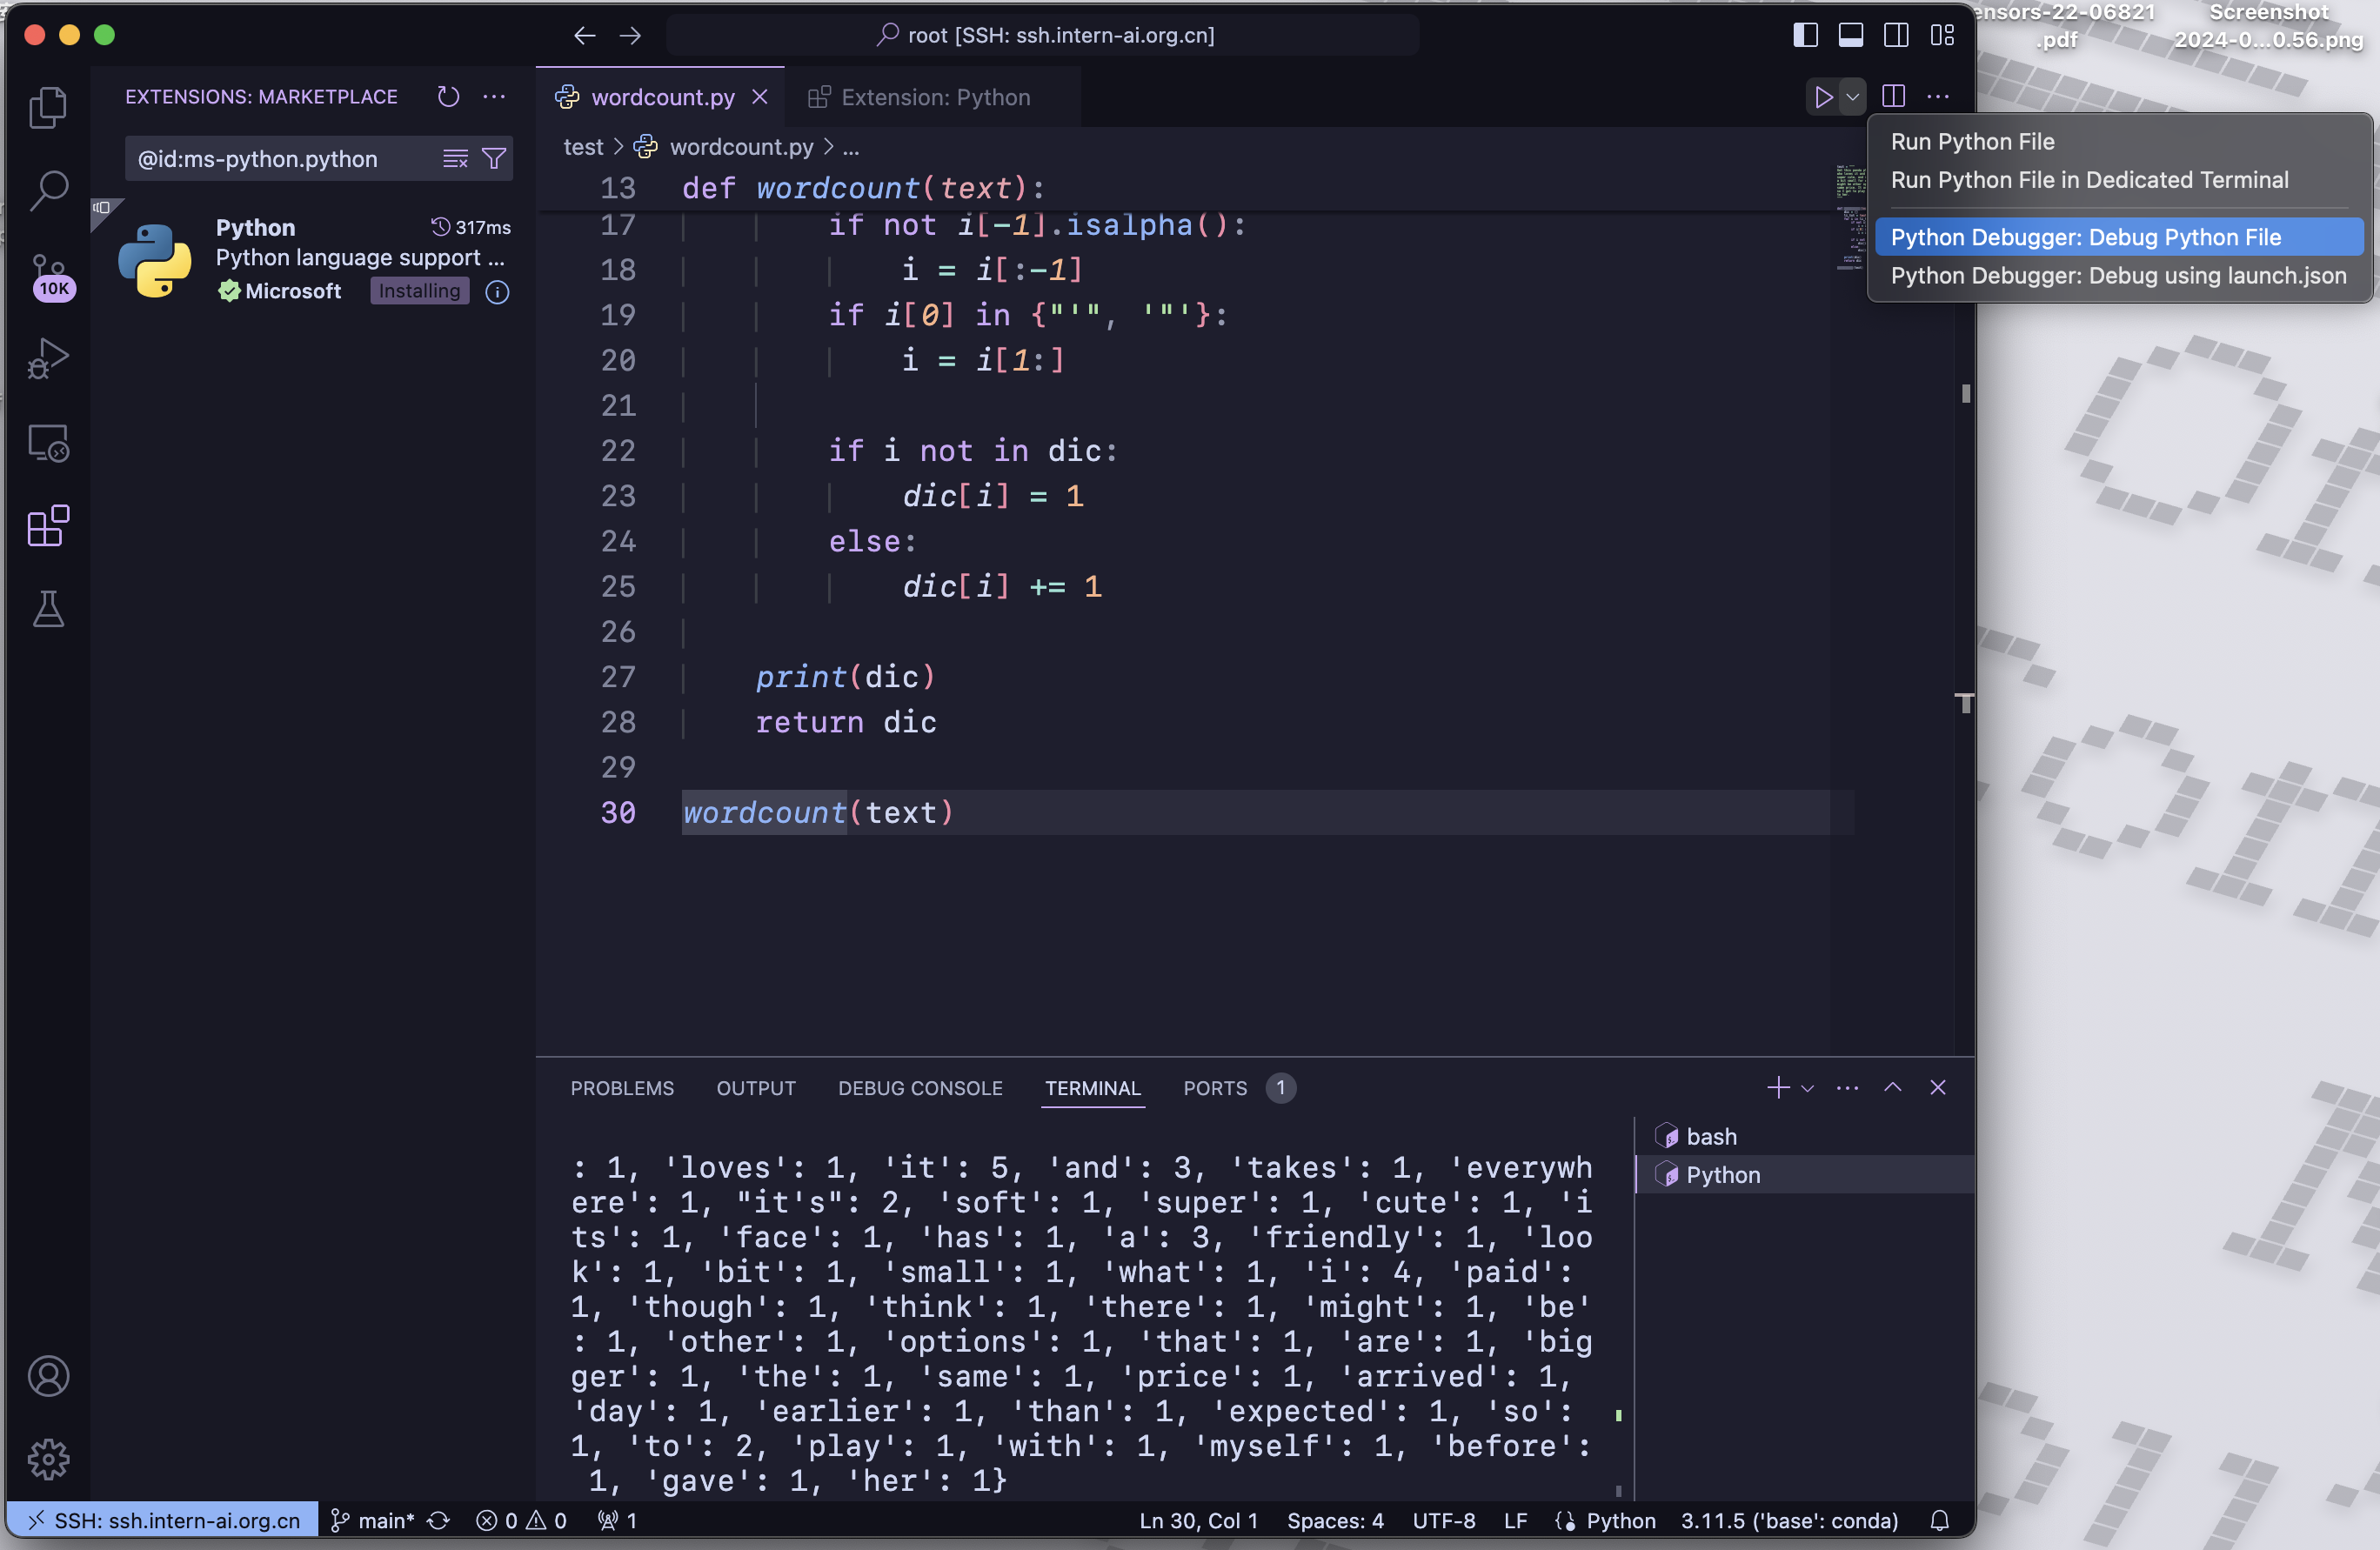 root [SSH: ssh.intern-ai.org.cn]
ensors-22-06821
.pdf
Screenshot
2024-0...0.56.png
EXTENSIONS: MARKETPLACE
@id:ms-python.python
Python 317ms
Python language support ...
Microsoft Installing
10K
wordcount.py
Extension: Python
test > wordcount.py > ...
Run Python File
Run Python File in Dedicated Terminal
Python Debugger: Debug Python File
Python Debugger: Debug using launch.json
13 def wordcount(text):
17 if not i[-1].isalpha():
18 i = i[:-1]
19 if i[0] in {"'", '"'}:
20 i = i[1:]
21
22 if i not in dic:
23 dic[i] = 1
24 else:
25 dic[i] += 1
26
27 print(dic)
28 return dic
29
30 wordcount(text)
PROBLEMS OUTPUT DEBUG CONSOLE TERMINAL PORTS 1
: 1, 'loves': 1, 'it': 5, 'and': 3, 'takes': 1, 'everywh
ere': 1, "it's": 2, 'soft': 1, 'super': 1, 'cute': 1, 'i
ts': 1, 'face': 1, 'has': 1, 'a': 3, 'friendly': 1, 'loo
k': 1, 'bit': 1, 'small': 1, 'what': 1, 'i': 4, 'paid':
1, 'though': 1, 'think': 1, 'there': 1, 'might': 1, 'be'
: 1, 'other': 1, 'options': 1, 'that': 1, 'are': 1, 'big
ger': 1, 'the': 1, 'same': 1, 'price': 1, 'arrived': 1,
'day': 1, 'earlier': 1, 'than': 1, 'expected': 1, 'so':
1, 'to': 2, 'play': 1, 'with': 1, 'myself': 1, 'before':
1, 'gave': 1, 'her': 1}
bash
Python
SSH: ssh.intern-ai.org.cn main* 0 0 1 Ln 30, Col 1 Spaces: 4 UTF-8 LF Python 3.11.5 ('base': conda)